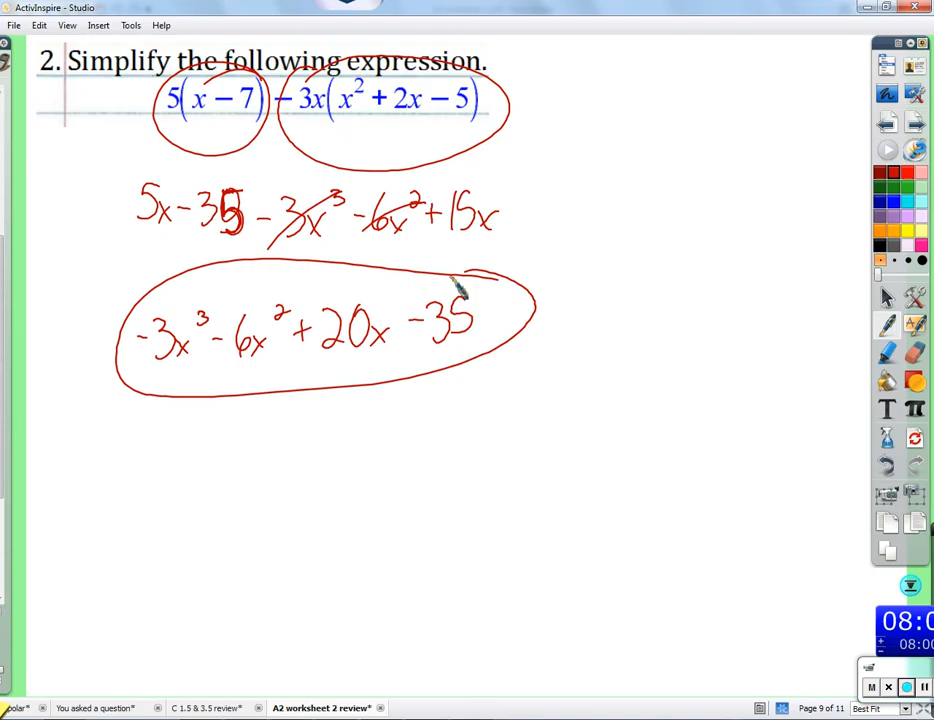 ActivInspire - Studio
File Edit View Insert Tools
2. Simplify the following expression.
5(x − 7) − 3x(x² + 2x − 5)
5x − 35 − 3x³ − 6x² + 15x
-3x³ - 6x² + 20x - 35
T π
08:0
08:00
M
polar* You asked a question* C 1.5 & 3.5 review* A2 worksheet 2 review* Page 9 of 11 Best Fit